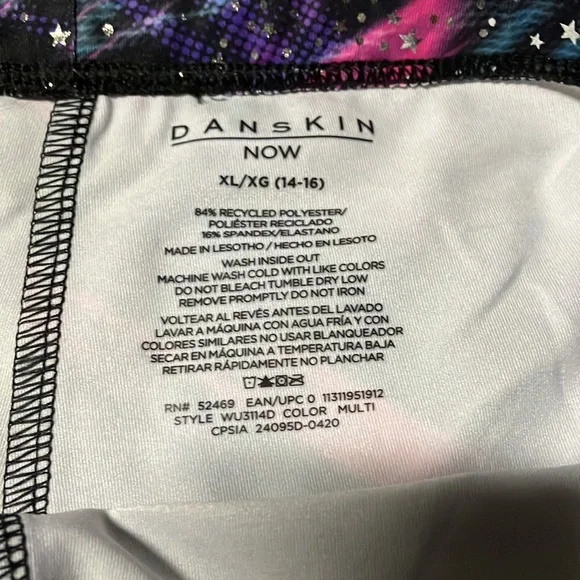 DANSKIN
NOW
XL/XG (14-16)
84% RECYCLED POLYESTER/
POLIÉSTER RECICLADO
16% SPANDEX/ELASTANO
MADE IN LESOTHO / HECHO EN LESOTO
WASH INSIDE OUT
MACHINE WASH COLD WITH LIKE COLORS
DO NOT BLEACH TUMBLE DRY LOW
REMOVE PROMPTLY DO NOT IRON
VOLTEAR AL REVÉS ANTES DEL LAVADO
LAVAR A MÁQUINA CON AGUA FRÍA Y CON
COLORES SIMILARES NO USAR BLANQUEADOR
SECAR EN MÁQUINA A TEMPERATURA BAJA
RETIRAR RÁPIDAMENTE NO PLANCHAR
RN# 52469 EAN/UPC 0 11311951912
STYLE WU3114D COLOR MULTI
CPSIA 24095D-0420